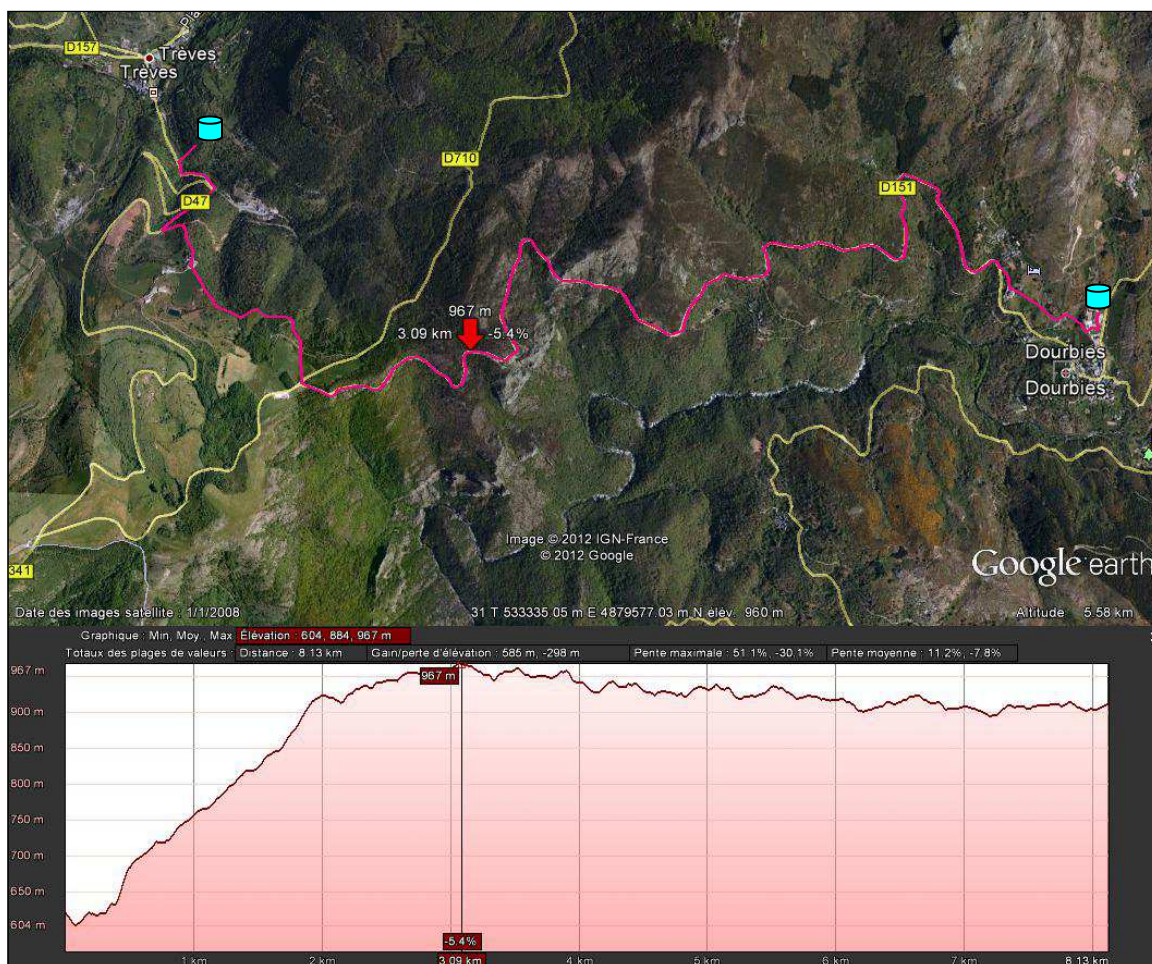 D157
Trèves
Trèves
D710
D47
D151
967 m
3.09 km -5.4%
Dourbies
Dourbies
Image © 2012 IGN-France
© 2012 Google
Google earth
341
Date des images satellite : 1/1/2008 31 T 533335.05 m E 4879577.03 m N élév. 960 m Altitude 5.58 km
Graphique : Min, Moy., Max Élévation : 604, 884, 967 m
Totaux des plages de valeurs : Distance : 8.13 km Gain/perte d'élévation : 585 m, -298 m Pente maximale : 51.1%, -30.1% Pente moyenne : 11.2%, -7.8%
967 m
967 m
900 m
850 m
800 m
750 m
700 m
650 m
604 m
-5.4%
1 km 2 km 3.09 km 4 km 5 km 6 km 7 km 8.13 km